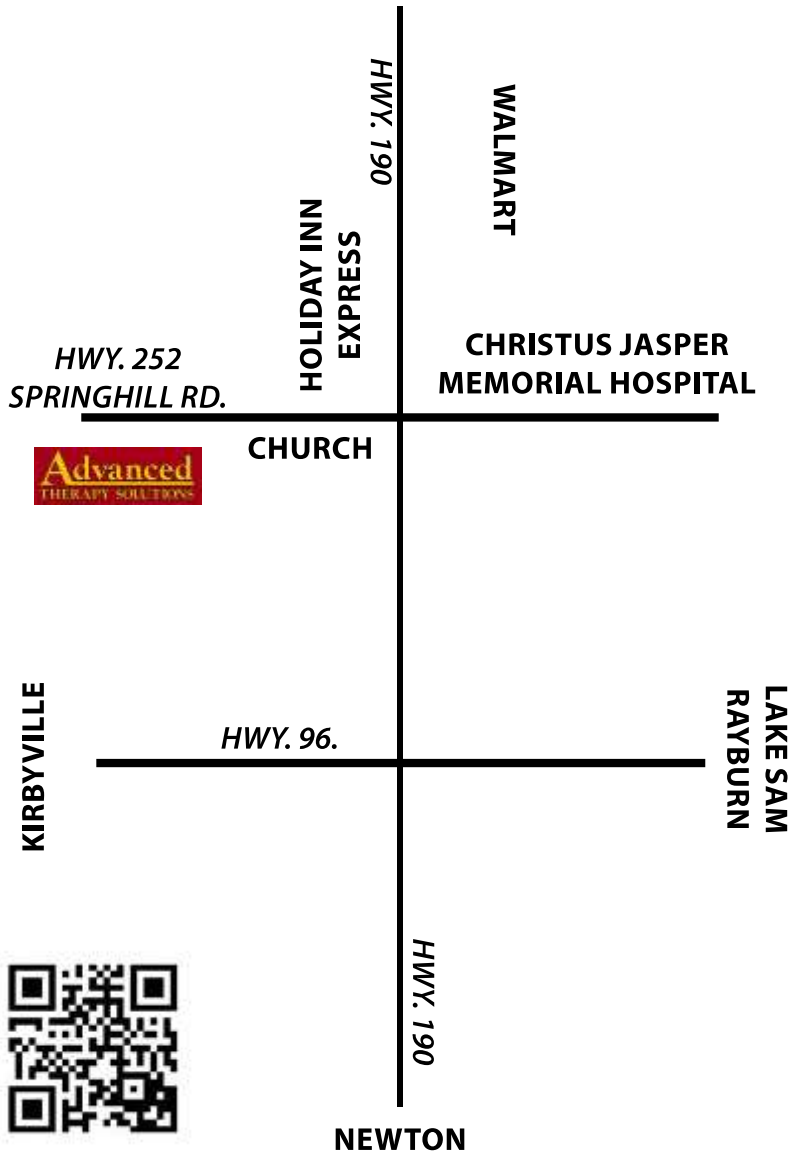 HWY. 190
WALMART
HOLIDAY INN
EXPRESS
HWY. 252
SPRINGHILL RD.
CHRISTUS JASPER
MEMORIAL HOSPITAL
CHURCH
Advanced
THERAPY SOLUTIONS
KIRBYVILLE
HWY. 96.
LAKE SAM
RAYBURN
HWY. 190
NEWTON